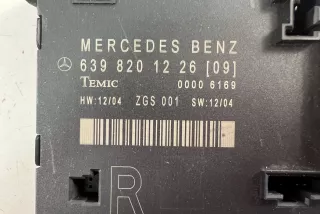 MERCEDES BENZ
639 820 12 26 [09]
TEMIC 0000 6169
HW:12/04 ZGS 001 SW:12/04
R